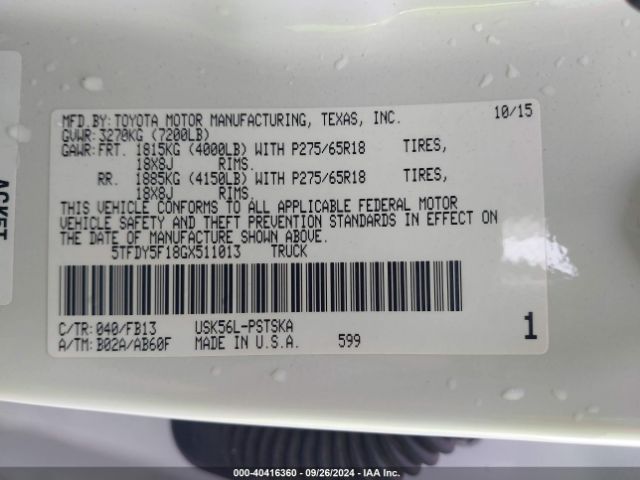 MFD.BY:TOYOTA MOTOR MANUFACTURING, TEXAS, INC. 10/15
GVWR:3270KG (7200LB)
GAWR:FRT. 1815KG (4000LB) WITH P275/65R18 TIRES,
18X8J RIMS.
RR. 1885KG (4150LB) WITH P275/65R18 TIRES,
18X8J RIMS.
THIS VEHICLE CONFORMS TO ALL APPLICABLE FEDERAL MOTOR
VEHICLE SAFETY AND THEFT PREVENTION STANDARDS IN EFFECT ON
THE DATE OF MANUFACTURE SHOWN ABOVE.
5TFDY5F18GX511013 TRUCK
C/TR:040/FB13 USK56L-PSTSKA
A/TM:B02A/AB60F MADE IN U.S.A. 599
1
000-40416360 - 09/26/2024 - IAA Inc.